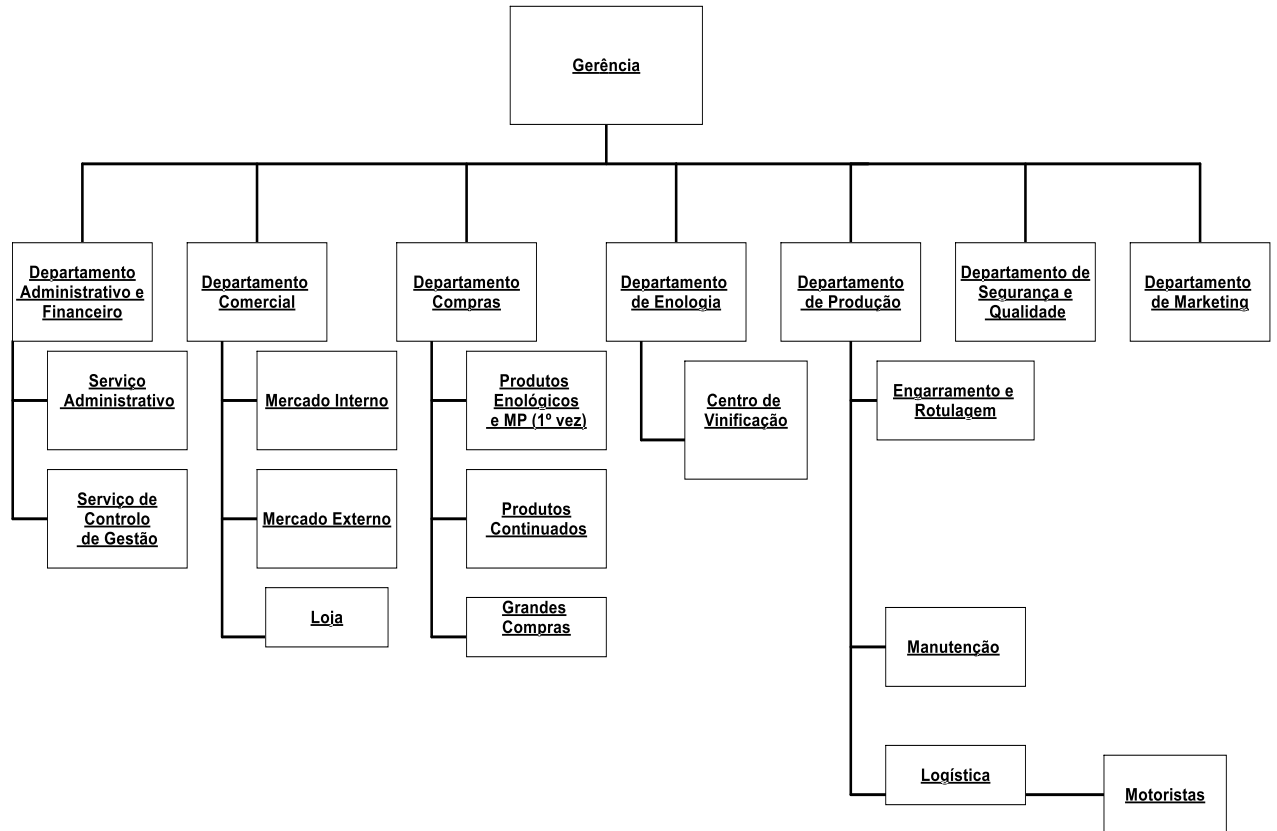 Gerência
Departamento
Administrativo e
Financeiro
Departamento
Comercial
Departamento
Compras
Departamento
de Enologia
Departamento
de Produção
Departamento de
Segurança e
Qualidade
Departamento
de Marketing
Serviço
Administrativo
Serviço de
Controlo
de Gestão
Mercado Interno
Mercado Externo
Loja
Produtos
Enológicos
e MP (1º vez)
Produtos
Continuados
Grandes
Compras
Centro de
Vinificação
Engarramento e
Rotulagem
Manutenção
Logística
Motoristas